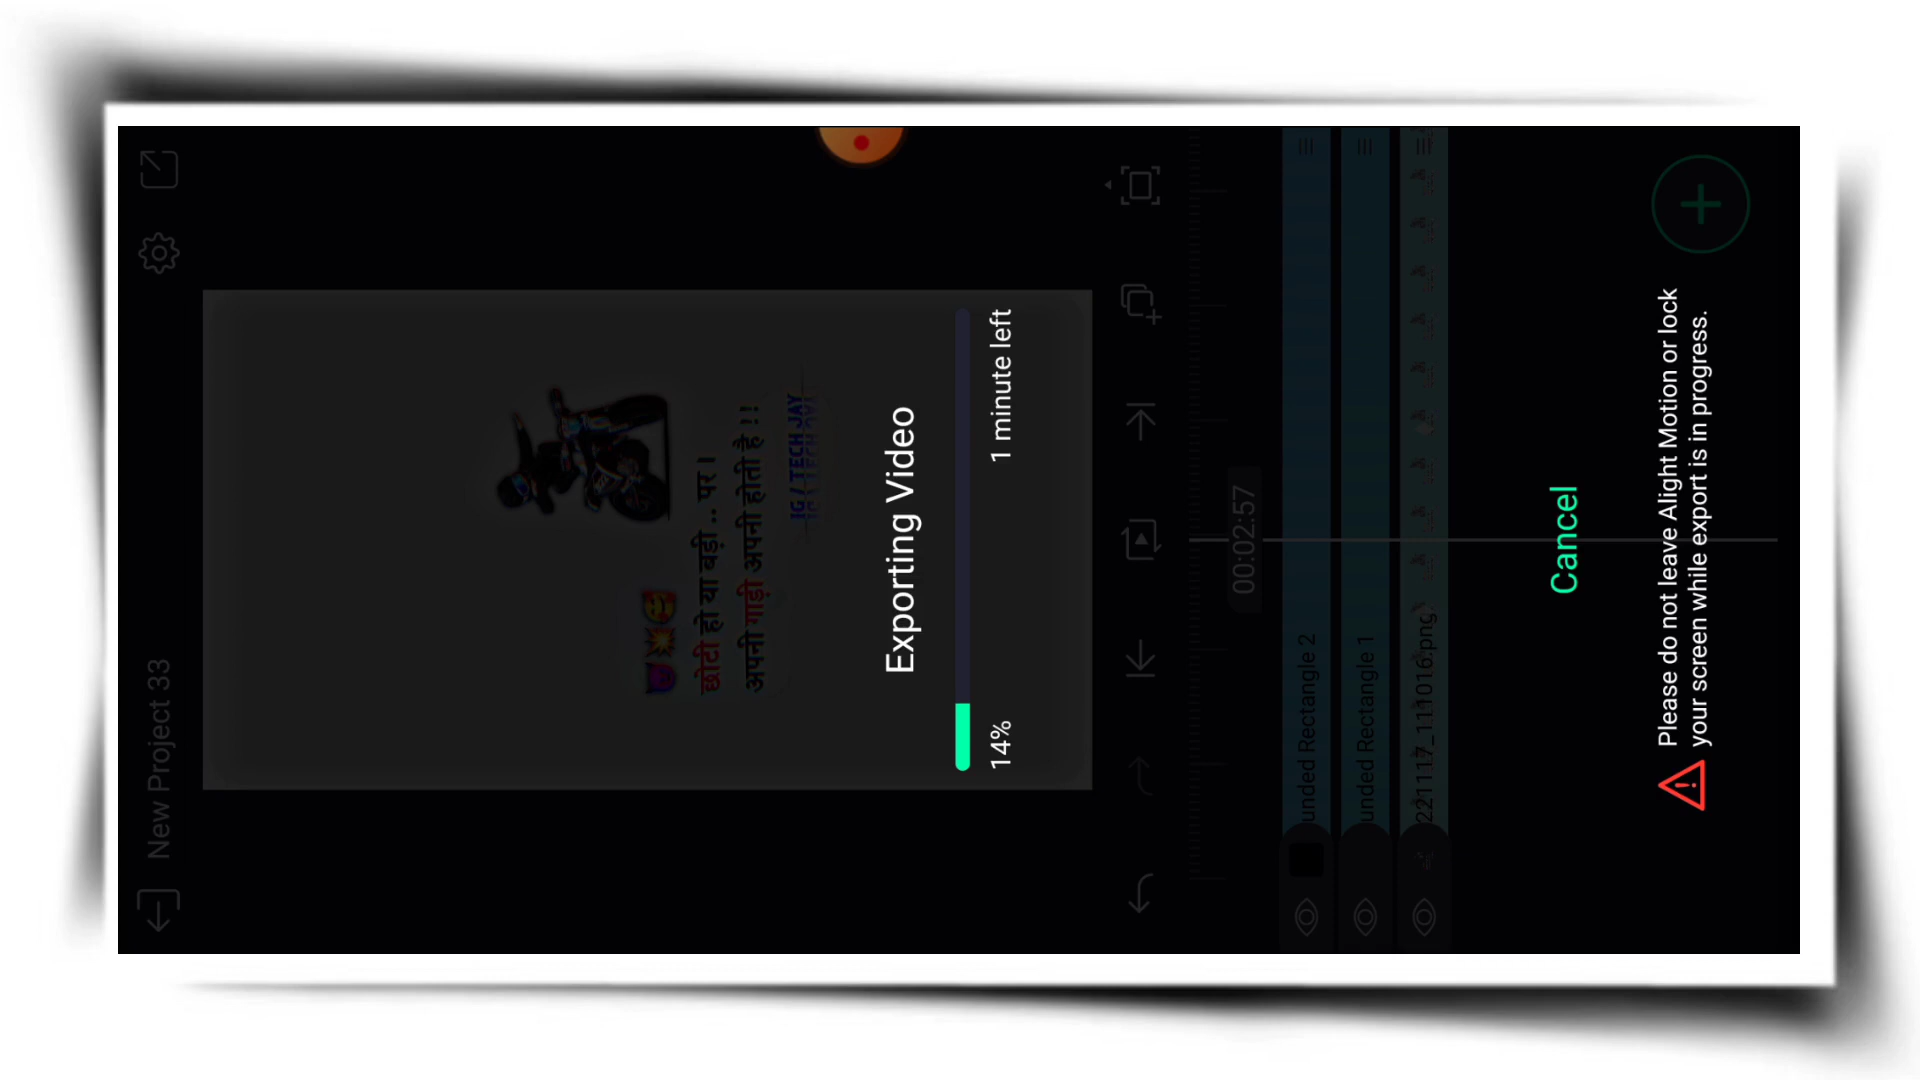 New Project 33
छोटी हो या बड़ी .. पर ।
अपनी गाड़ी अपनी होती है !!
IG / TECH JAY
Exporting Video
14%
1 minute left
00:02:57
unded Rectangle 2
unded Rectangle 1
221117_111016.png
Cancel
Please do not leave Alight Motion or lock
your screen while export is in progress.